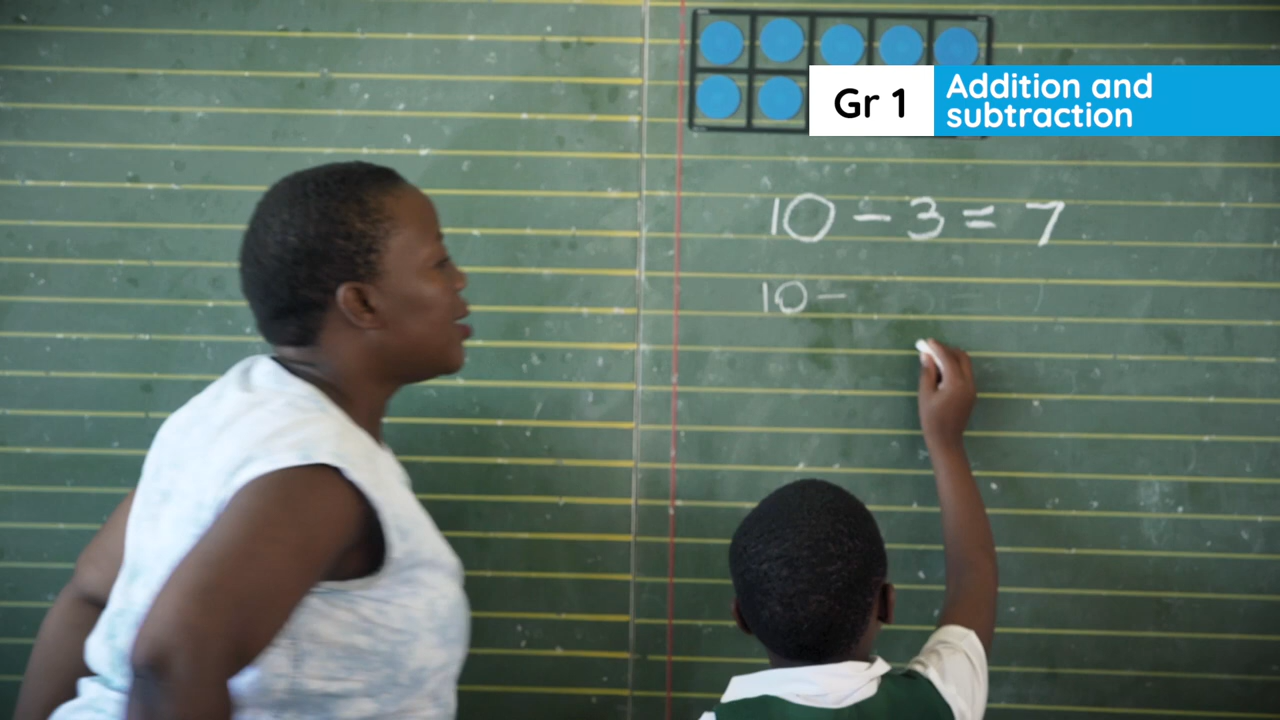 Gr 1
Addition and
subtraction
10 - 3 = 7
10 -